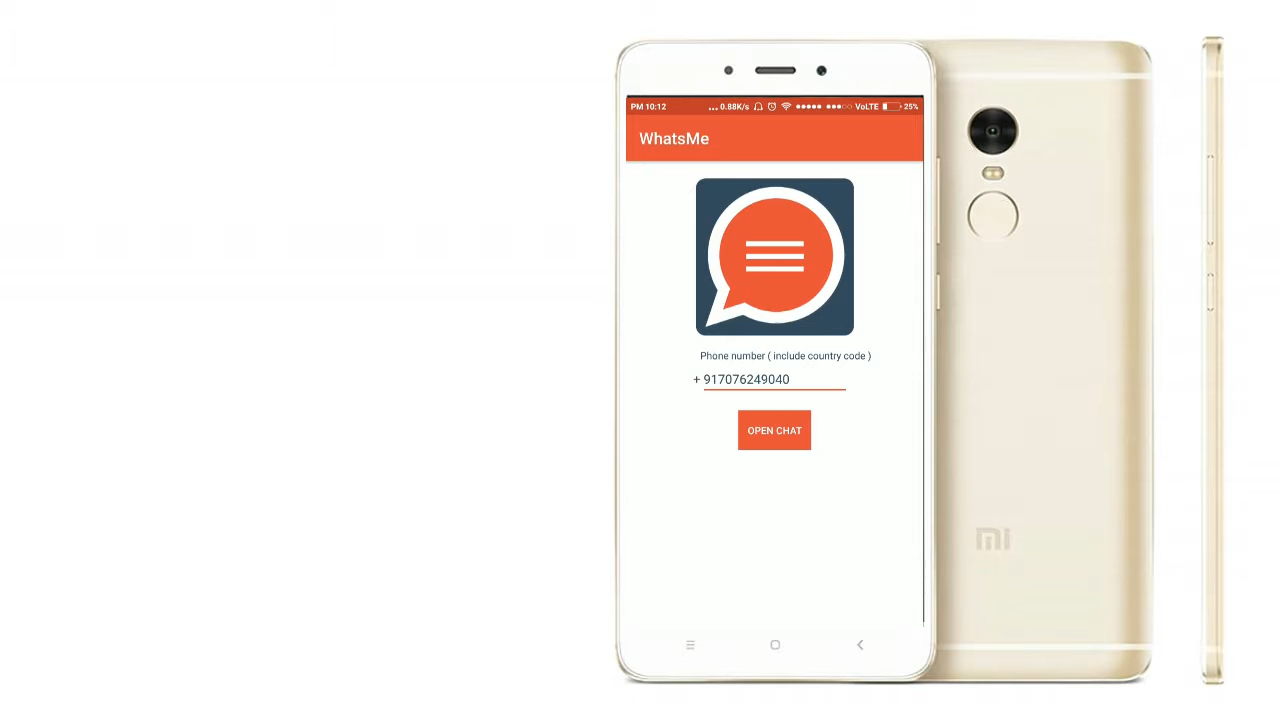 PM 10:12 ... 0.88K/s VoLTE 25%
WhatsMe
Phone number ( include country code )
+ 917076249040
OPEN CHAT
MI